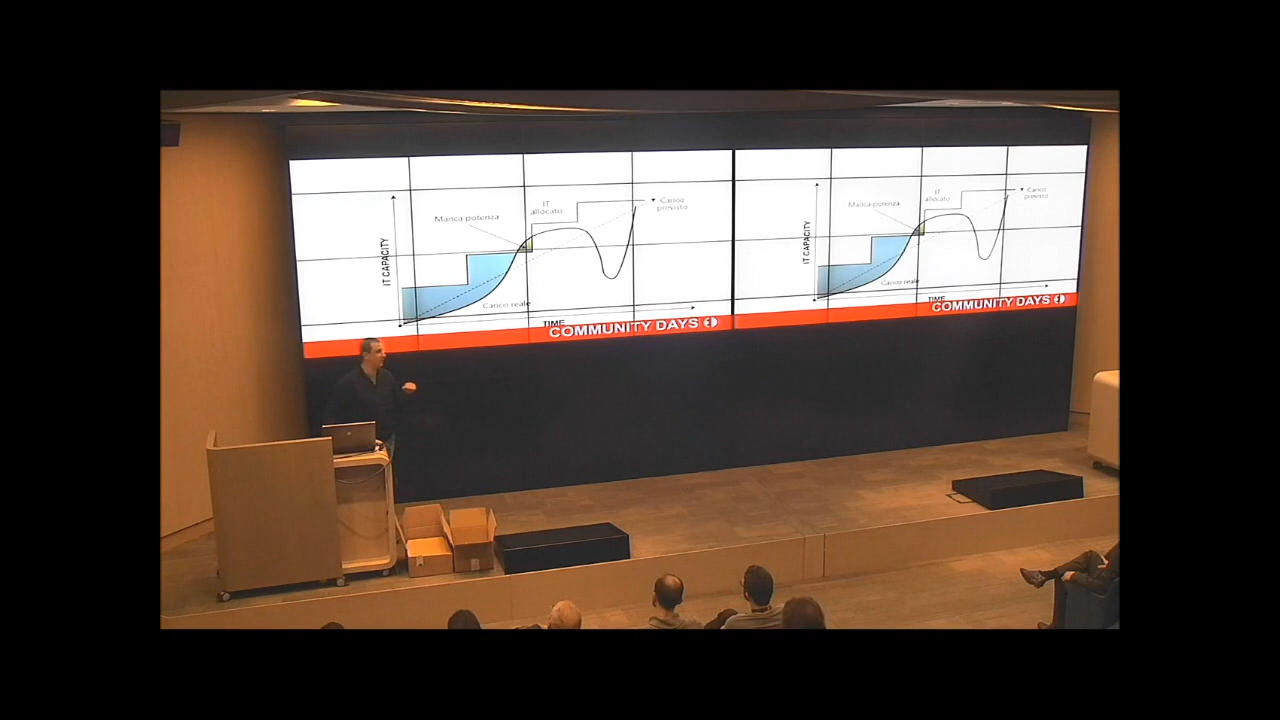 IT CAPACITY
Manca potenza
IT
allocato
Carico
previsto
Carico reale
TIME
COMMUNITY DAYS
IT CAPACITY
Manca potenza
IT
allocato
Carico
previsto
Carico reale
TIME
COMMUNITY DAYS